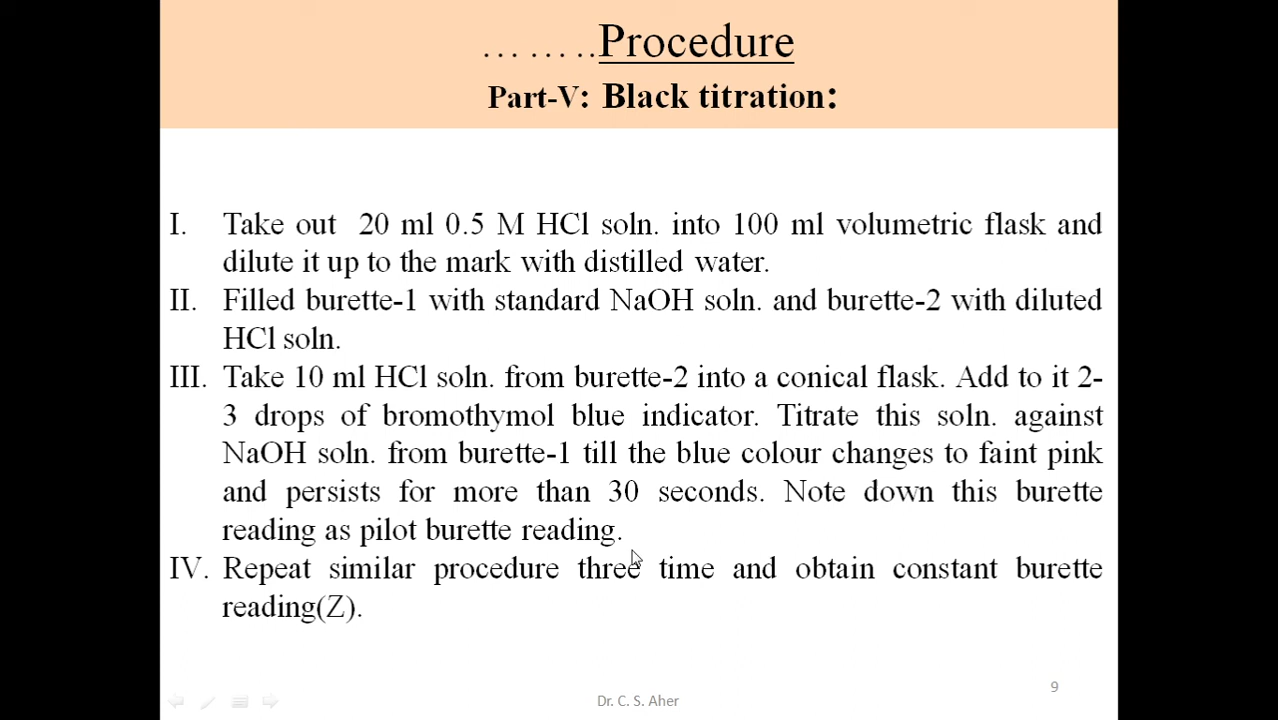 … … ..Procedure
Part-V: Black titration:
I. Take out 20 ml 0.5 M HCl soln. into 100 ml volumetric flask and
dilute it up to the mark with distilled water.
II. Filled burette-1 with standard NaOH soln. and burette-2 with diluted
HCl soln.
III. Take 10 ml HCl soln. from burette-2 into a conical flask. Add to it 2-
3 drops of bromothymol blue indicator. Titrate this soln. against
NaOH soln. from burette-1 till the blue colour changes to faint pink
and persists for more than 30 seconds. Note down this burette
reading as pilot burette reading.
IV. Repeat similar procedure three time and obtain constant burette
reading(Z).
9
Dr. C. S. Aher